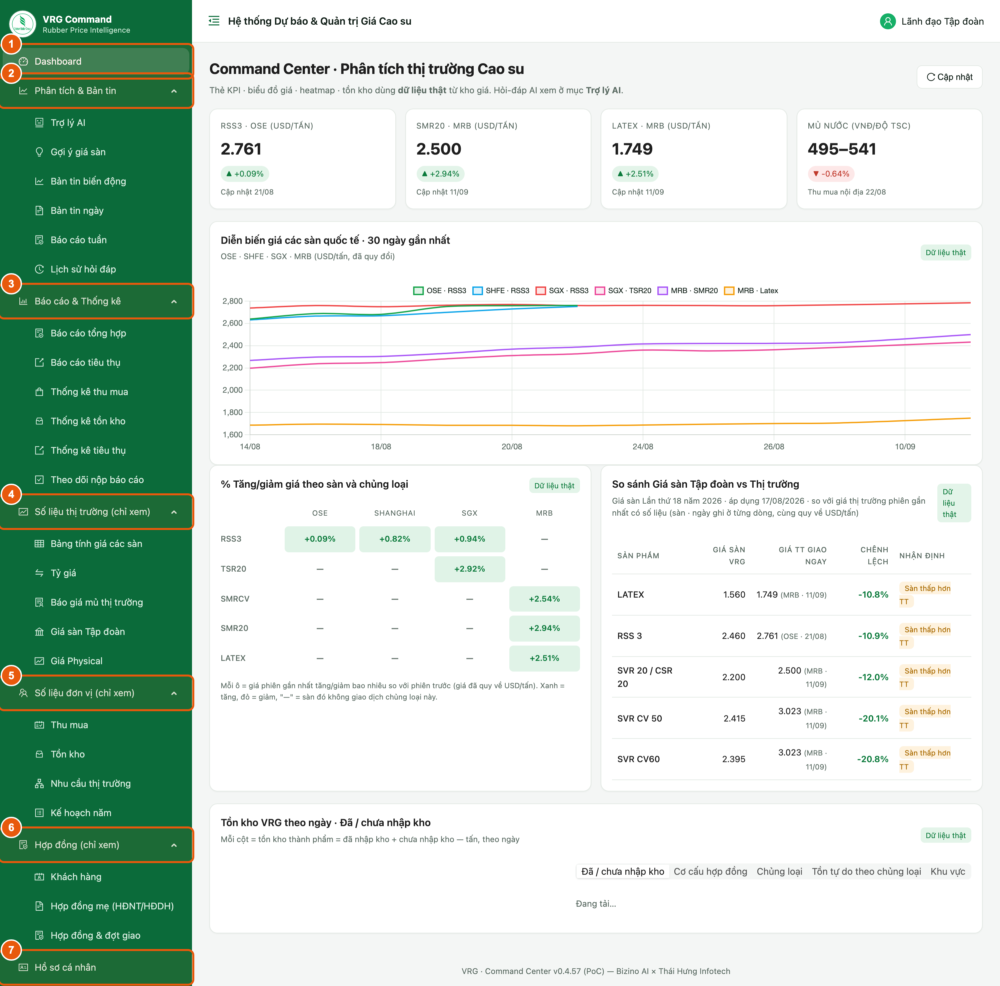 VRG Command
Rubber Price Intelligence
1
Dashboard
2
Phân tích & Bản tin
Trợ lý AI
Gợi ý giá sàn
Bản tin biến động
Bản tin ngày
Báo cáo tuần
Lịch sử hỏi đáp
3
Báo cáo & Thống kê
Báo cáo tổng hợp
Báo cáo tiêu thụ
Thống kê thu mua
Thống kê tồn kho
Thống kê tiêu thụ
Theo dõi nộp báo cáo
4
Số liệu thị trường (chỉ xem)
Bảng tính giá các sàn
Tỷ giá
Báo giá mủ thị trường
Giá sàn Tập đoàn
Giá Physical
5
Số liệu đơn vị (chỉ xem)
Thu mua
Tồn kho
Nhu cầu thị trường
Kế hoạch năm
6
Hợp đồng (chỉ xem)
Khách hàng
Hợp đồng mẹ (HĐNT/HĐDH)
Hợp đồng & đợt giao
7
Hồ sơ cá nhân
Hệ thống Dự báo & Quản trị Giá Cao su
Lãnh đạo Tập đoàn
Command Center · Phân tích thị trường Cao su
Thẻ KPI · biểu đồ giá · heatmap · tồn kho dùng dữ liệu thật từ kho giá. Hỏi-đáp AI xem ở mục Trợ lý AI.
Cập nhật
RSS3 · OSE (USD/TẤN)
2.761
▲ +0.09%
Cập nhật 21/08
SMR20 · MRB (USD/TẤN)
2.500
▲ +2.94%
Cập nhật 11/09
LATEX · MRB (USD/TẤN)
1.749
▲ +2.51%
Cập nhật 11/09
MỦ NƯỚC (VNĐ/ĐỘ TSC)
495–541
▼ -0.64%
Thu mua nội địa 22/08
Diễn biến giá các sàn quốc tế · 30 ngày gần nhất
OSE · SHFE · SGX · MRB (USD/tấn, đã quy đổi)
Dữ liệu thật
OSE · RSS3 SHFE · RSS3 SGX · RSS3 SGX · TSR20 MRB · SMR20 MRB · Latex
2,800
2,600
2,400
2,200
2,000
1,800
1,600
14/08 18/08 20/08 24/08 26/08 10/09
% Tăng/giảm giá theo sàn và chủng loại
Dữ liệu thật
OSE SHANGHAI SGX MRB
RSS3 +0.09% +0.82% +0.94% —
TSR20 — — +2.92% —
SMRCV — — — +2.54%
SMR20 — — — +2.94%
LATEX — — — +2.51%
Mỗi ô = giá phiên gần nhất tăng/giảm bao nhiêu so với phiên trước (giá đã quy về USD/tấn). Xanh =
tăng, đỏ = giảm, "—" = sàn đó không giao dịch chủng loại này.
So sánh Giá sàn Tập đoàn vs Thị trường
Giá sàn Lần thứ 18 năm 2026 · áp dụng 17/08/2026 · so với giá thị trường phiên gần
nhất có số liệu (sàn · ngày ghi ở từng dòng, cùng quy về USD/tấn)
Dữ
liệu
thật
SẢN PHẨM GIÁ SÀN VRG GIÁ TT GIAO NGAY CHÊNH LỆCH NHẬN ĐỊNH
LATEX 1.560 1.749 (MRB · 11/09) -10.8% Sàn thấp hơn TT
RSS 3 2.460 2.761 (OSE · 21/08) -10.9% Sàn thấp hơn TT
SVR 20 / CSR 20 2.200 2.500 (MRB · 11/09) -12.0% Sàn thấp hơn TT
SVR CV 50 2.415 3.023 (MRB · 11/09) -20.1% Sàn thấp hơn TT
SVR CV60 2.395 3.023 (MRB · 11/09) -20.8% Sàn thấp hơn TT
Tồn kho VRG theo ngày · Đã / chưa nhập kho
Mỗi cột = tồn kho thành phẩm = đã nhập kho + chưa nhập kho — tấn, theo ngày
Dữ liệu thật
Đã / chưa nhập kho Cơ cấu hợp đồng Chủng loại Tồn tự do theo chủng loại Khu vực
Đang tải...
VRG · Command Center v0.4.57 (PoC) — Bizino AI × Thái Hưng Infotech